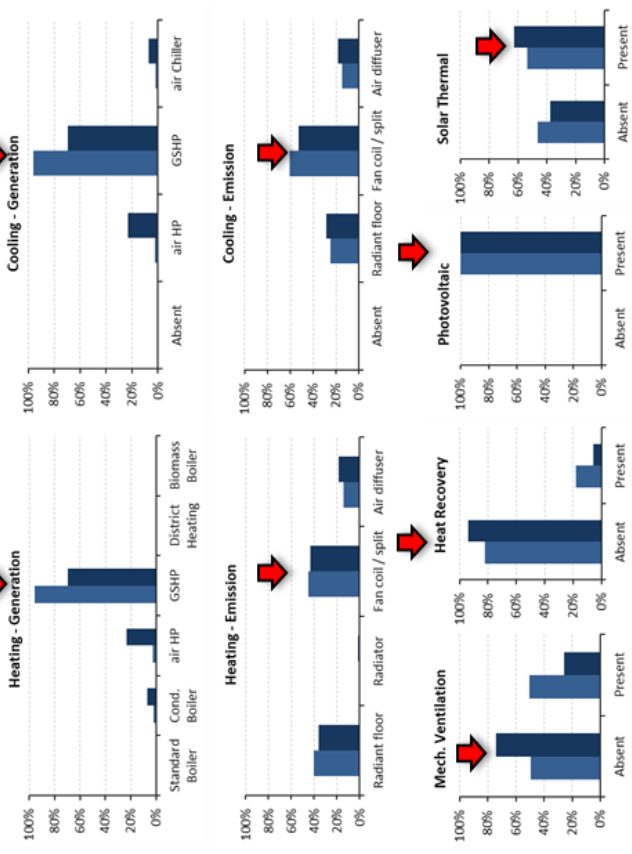 Heating - Generation
100%
80%
60%
40%
20%
0%
Standard
Boiler
Cond.
Boiler
air HP
GSHP
District
Heating
Biomass
Boiler
Cooling - Generation
100%
80%
60%
40%
20%
0%
Absent
air HP
GSHP
air Chiller
Heating - Emission
100%
80%
60%
40%
20%
0%
Radiant floor
Radiator
Fan coil / split
Air diffuser
Cooling - Emission
100%
80%
60%
40%
20%
0%
Absent
Radiant floor
Fan coil / split
Air diffuser
Mech. Ventilation
100%
80%
60%
40%
20%
0%
Absent
Present
Heat Recovery
100%
80%
60%
40%
20%
0%
Absent
Present
Photovoltaic
100%
80%
60%
40%
20%
0%
Absent
Present
Solar Thermal
100%
80%
60%
40%
20%
0%
Absent
Present